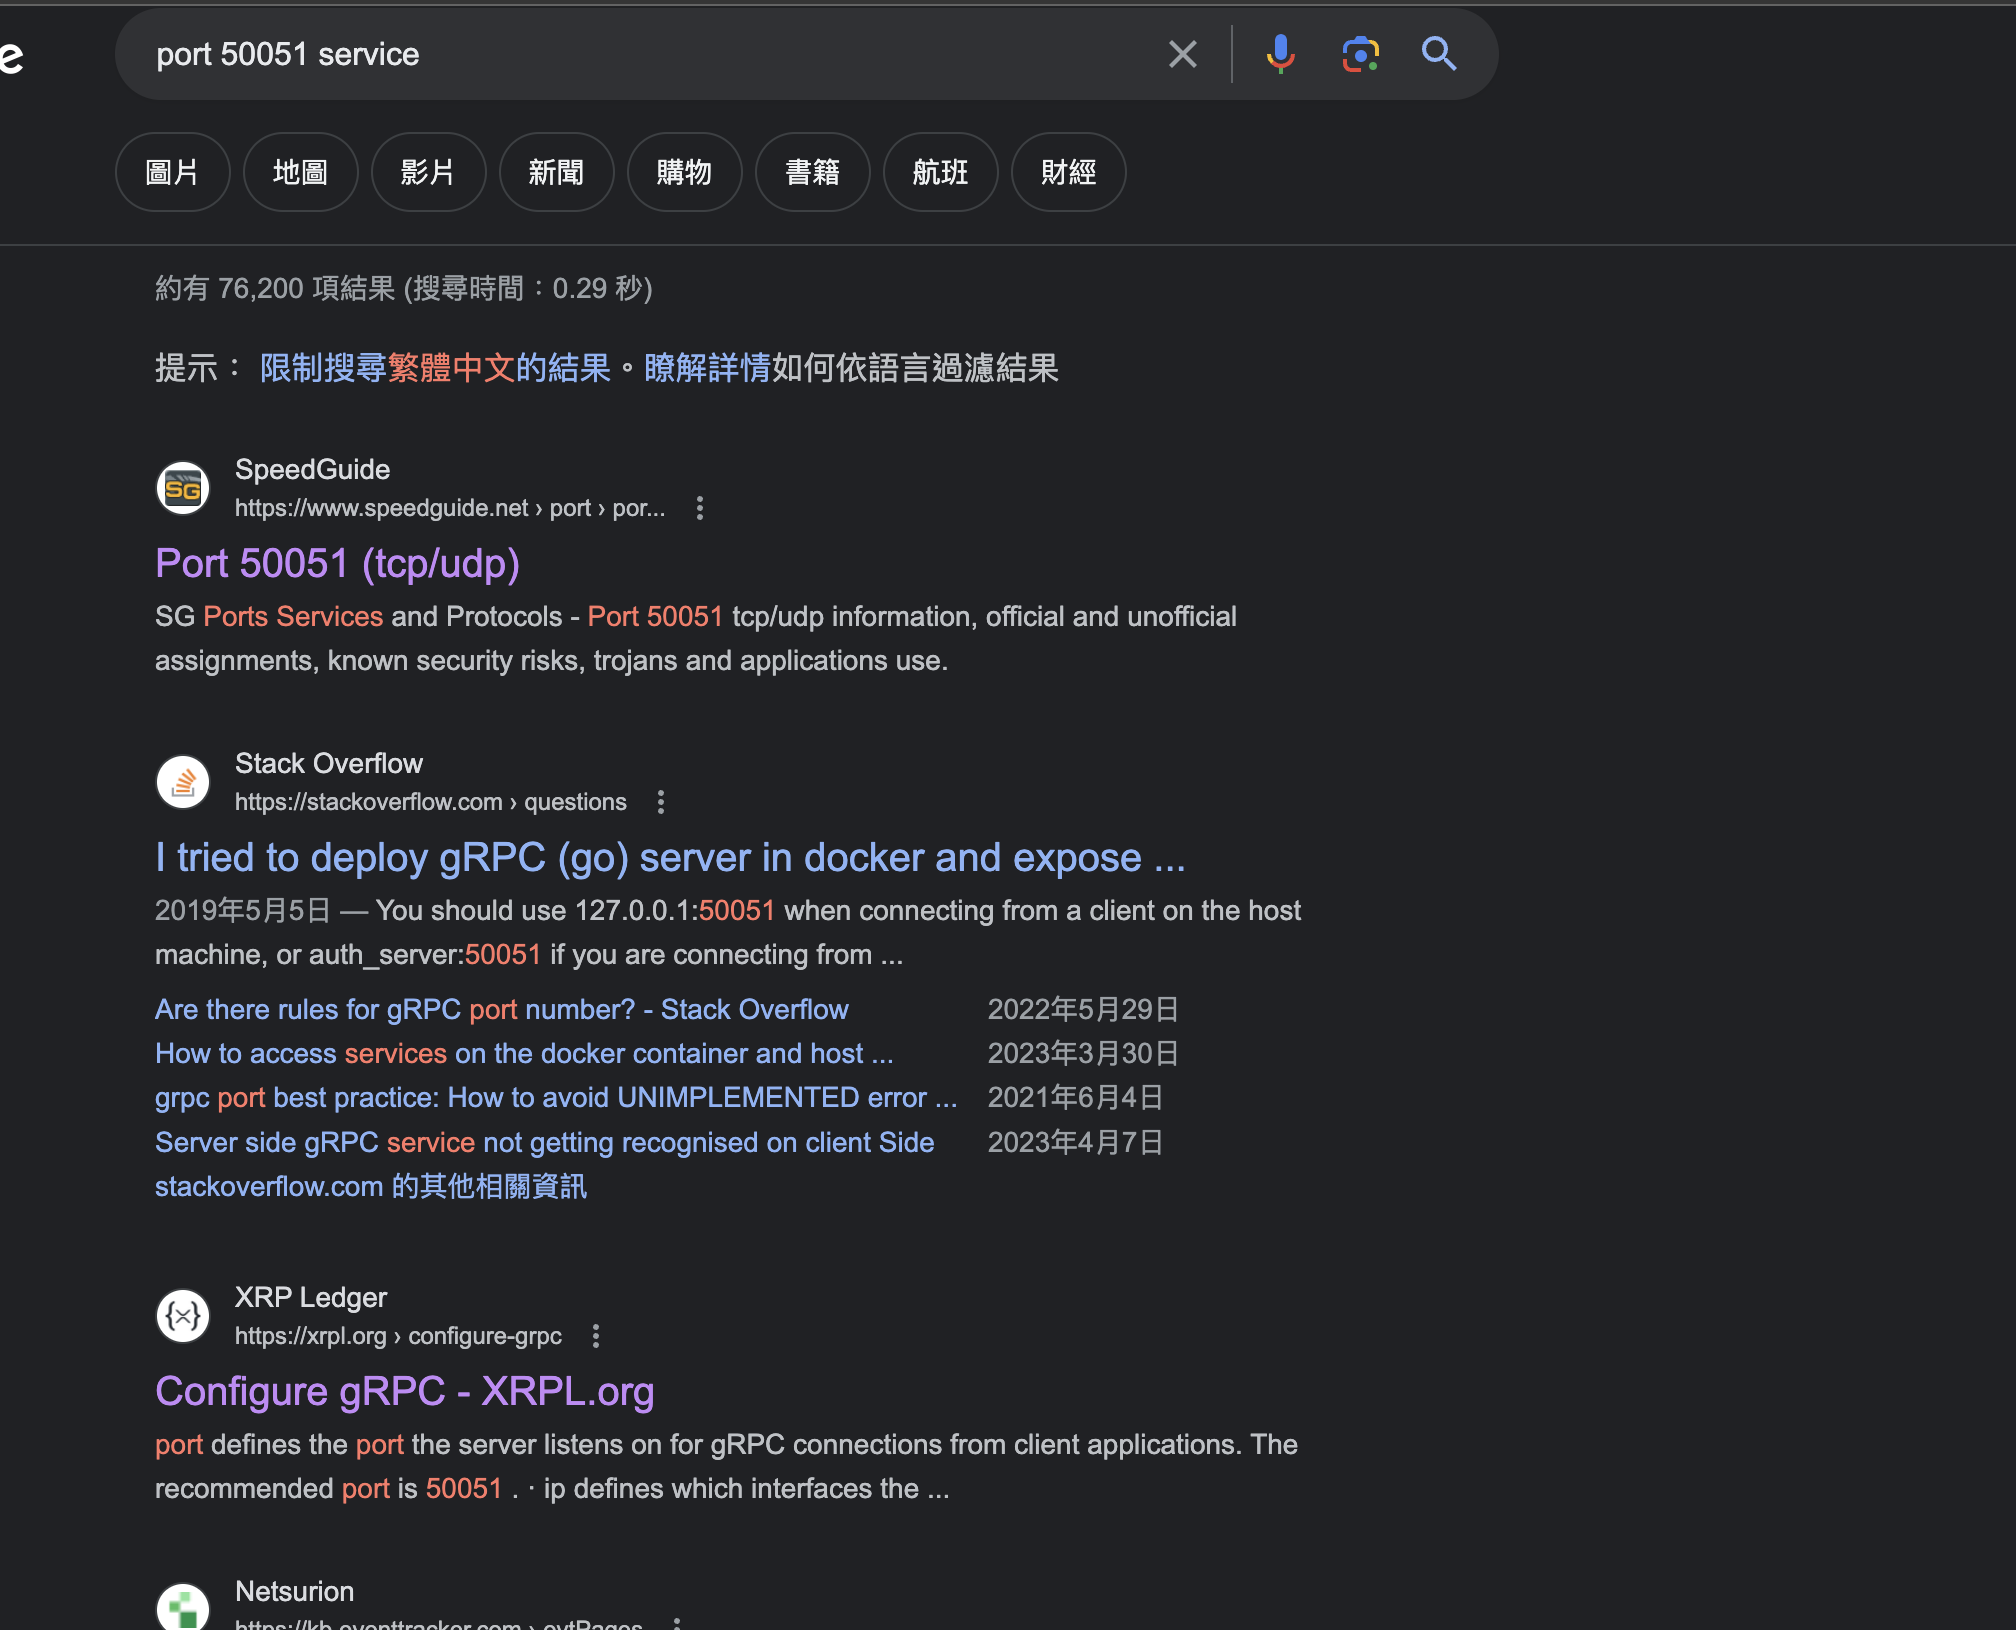 e
port 50051 service
圖片 地圖 影片 新聞 購物 書籍 航班 財經
約有 76,200 項結果 (搜尋時間：0.29 秒)
提示： 限制搜尋繁體中文的結果。瞭解詳情如何依語言過濾結果
SG
SpeedGuide
https://www.speedguide.net › port › por...
Port 50051 (tcp/udp)
SG Ports Services and Protocols - Port 50051 tcp/udp information, official and unofficial
assignments, known security risks, trojans and applications use.
Stack Overflow
https://stackoverflow.com › questions
I tried to deploy gRPC (go) server in docker and expose ...
2019年5月5日 — You should use 127.0.0.1:50051 when connecting from a client on the host
machine, or auth_server:50051 if you are connecting from ...
Are there rules for gRPC port number? - Stack Overflow 2022年5月29日
How to access services on the docker container and host ... 2023年3月30日
grpc port best practice: How to avoid UNIMPLEMENTED error ... 2021年6月4日
Server side gRPC service not getting recognised on client Side 2023年4月7日
stackoverflow.com 的其他相關資訊
XRP Ledger
https://xrpl.org › configure-grpc
Configure gRPC - XRPL.org
port defines the port the server listens on for gRPC connections from client applications. The
recommended port is 50051 . · ip defines which interfaces the ...
Netsurion
https://kb.eventtracker.com › evtPages